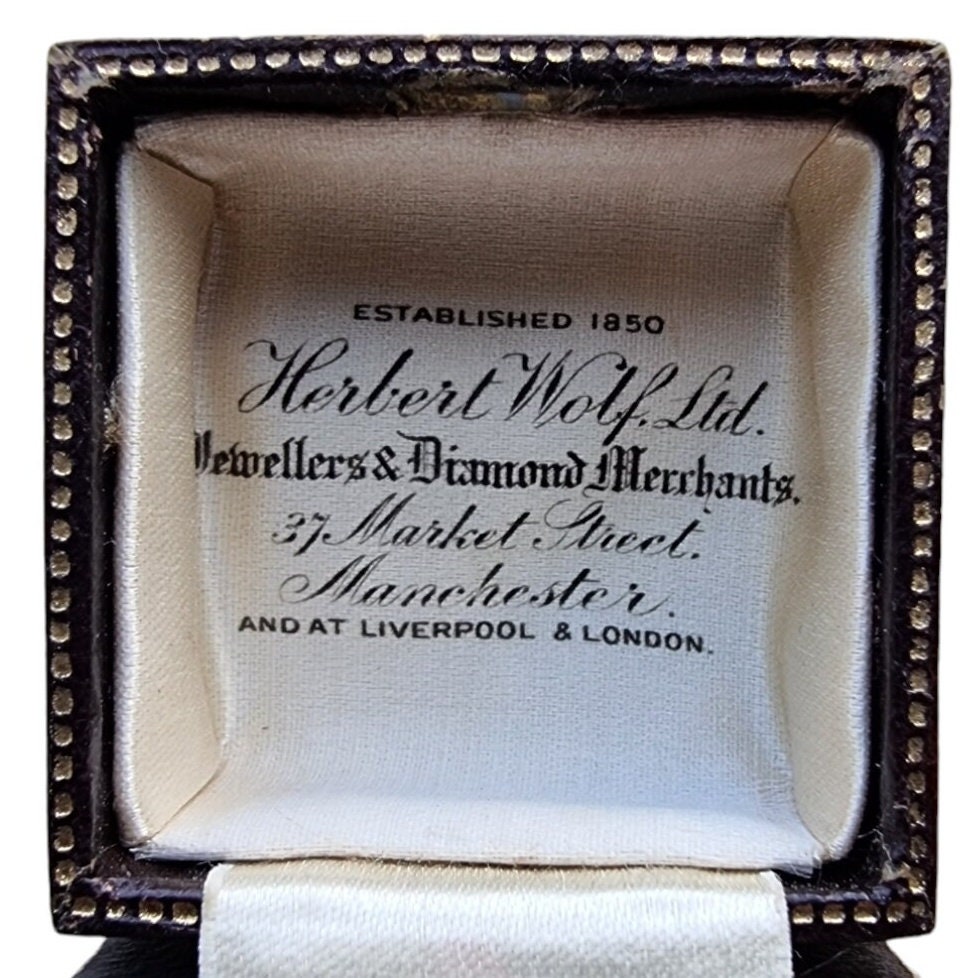 ESTABLISHED 1850
Herbert Wolf. Ltd.
Jewellers & Diamond Merchants.
37 Market Street.
Manchester.
AND AT LIVERPOOL & LONDON.